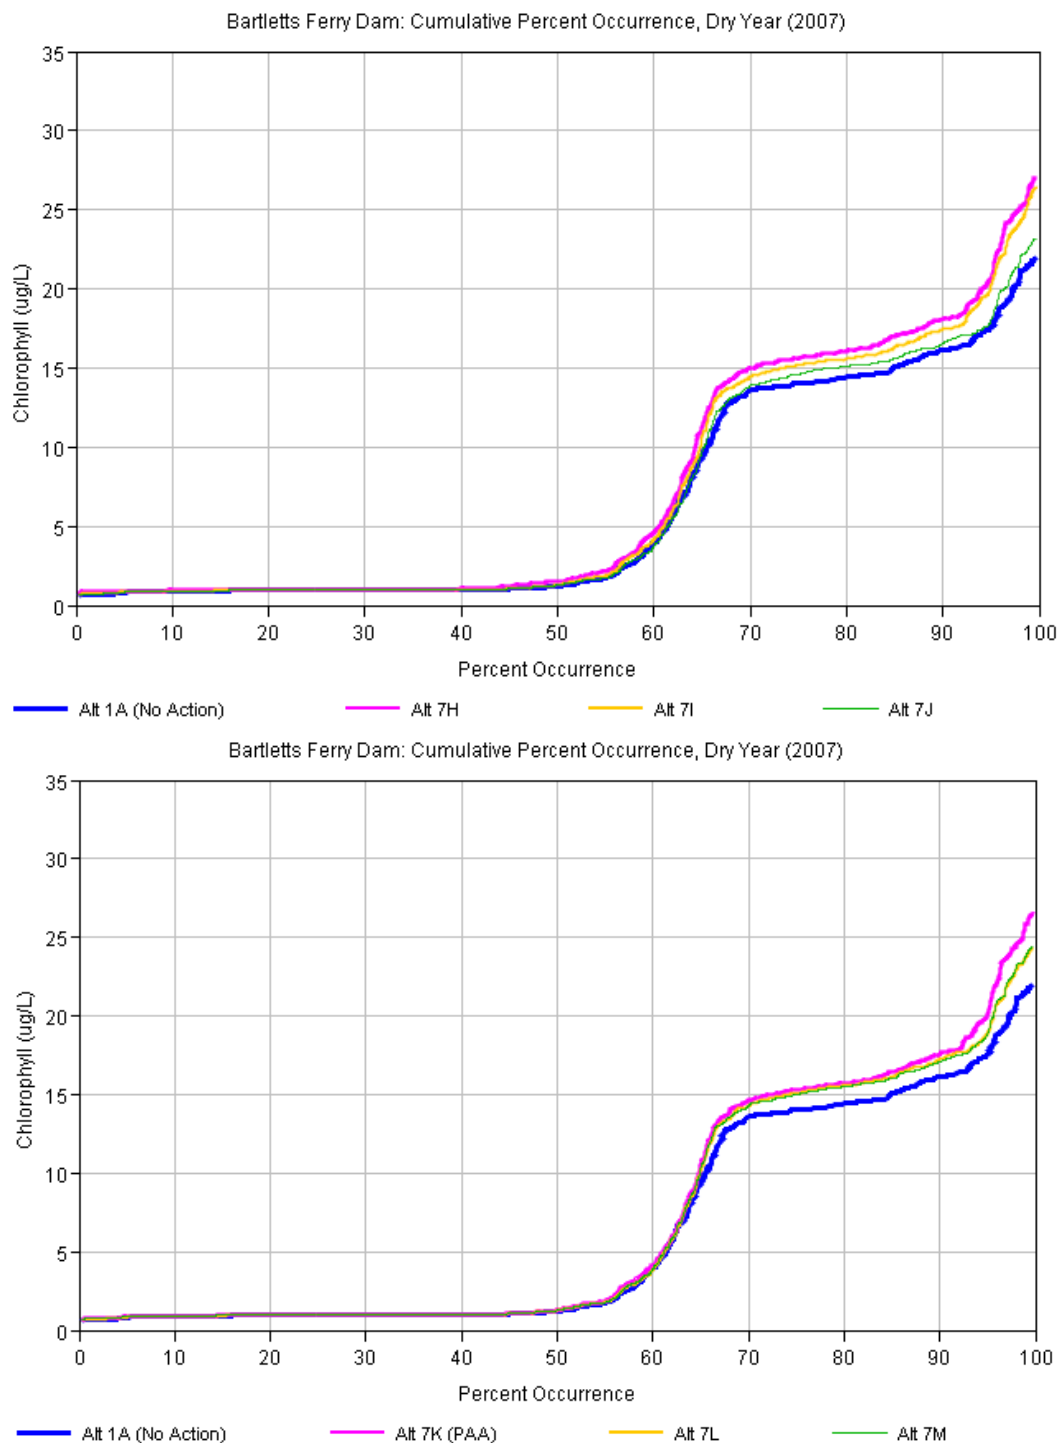 Bartletts Ferry Dam: Cumulative Percent Occurrence, Dry Year (2007)
35
30
25
20
15
10
5
0
Chlorophyll (ug/L)
0 10 20 30 40 50 60 70 80 90 100
Percent Occurrence
Alt 1A (No Action) Alt 7H Alt 7I Alt 7J
Bartletts Ferry Dam: Cumulative Percent Occurrence, Dry Year (2007)
35
30
25
20
15
10
5
0
Chlorophyll (ug/L)
0 10 20 30 40 50 60 70 80 90 100
Percent Occurrence
Alt 1A (No Action) Alt 7K (PAA) Alt 7L Alt 7M